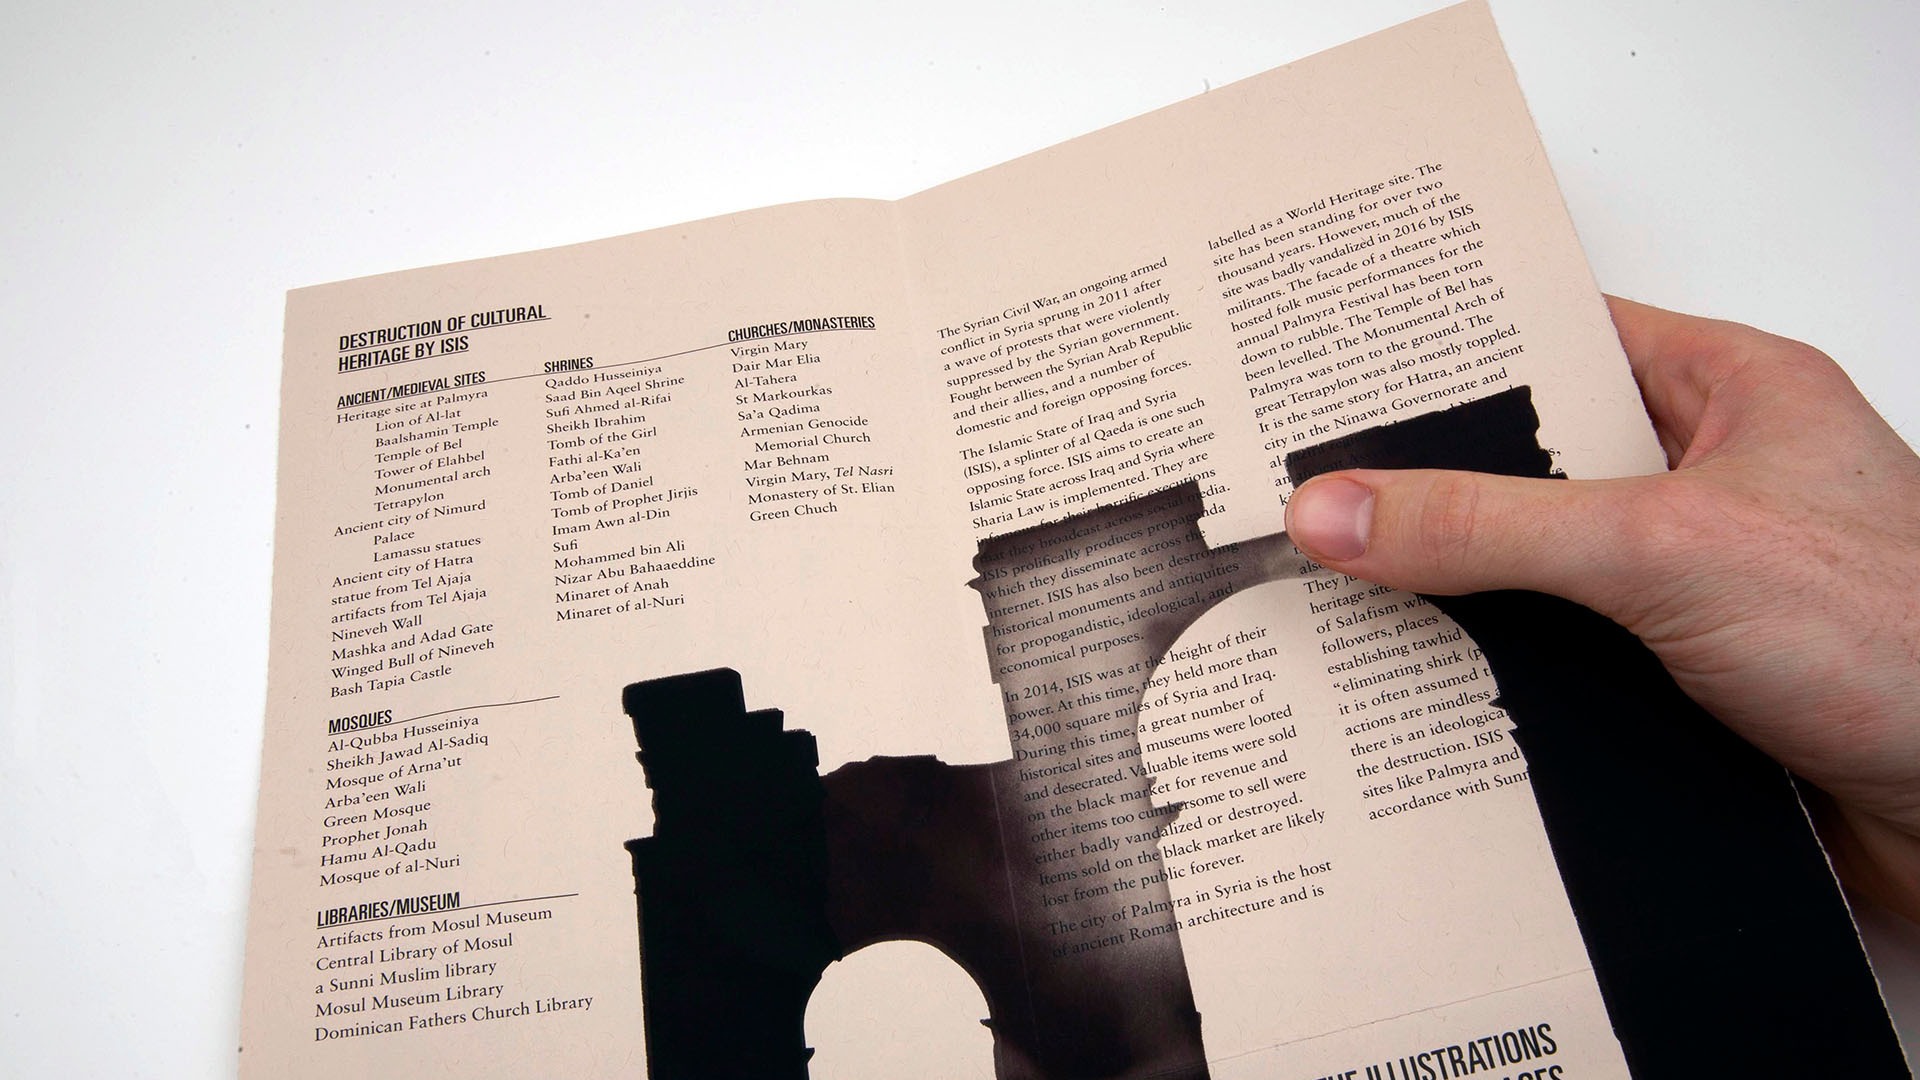 DESTRUCTION OF CULTURAL
HERITAGE BY ISIS
ANCIENT/MEDIEVAL SITES
Heritage site at Palmyra
Lion of Al-lat
Baalshamin Temple
Temple of Bel
Tower of Elahbel
Monumental arch
Tetrapylon
Ancient city of Nimurd
Palace
Lamassu statues
Ancient city of Hatra
statue from Tel Ajaja
artifacts from Tel Ajaja
Nineveh Wall
Mashka and Adad Gate
Winged Bull of Nineveh
Bash Tapia Castle
MOSQUES
Al-Qubba Husseiniya
Sheikh Jawad Al-Sadiq
Mosque of Arna'ut
Arba'een Wali
Green Mosque
Prophet Jonah
Hamu Al-Qadu
Mosque of al-Nuri
LIBRARIES/MUSEUM
Artifacts from Mosul Museum
Central Library of Mosul
a Sunni Muslim library
Mosul Museum Library
Dominican Fathers Church Library
SHRINES
Qaddo Husseiniya
Saad Bin Aqeel Shrine
Sufi Ahmed al-Rifai
Sheikh Ibrahim
Tomb of the Girl
Fathi al-Ka'en
Arba'een Wali
Tomb of Daniel
Tomb of Prophet Jirjis
Imam Awn al-Din
Sufi
Mohammed bin Ali
Nizar Abu Bahaaeddine
Minaret of Anah
Minaret of al-Nuri
CHURCHES/MONASTERIES
Virgin Mary
Dair Mar Elia
Al-Tahera
St Markourkas
Sa'a Qadima
Armenian Genocide
Memorial Church
Mar Behnam
Virgin Mary, Tel Nasri
Monastery of St. Elian
Green Chuch
The Syrian Civil War, an ongoing armed
conflict in Syria sprung in 2011 after
a wave of protests that were violently
suppressed by the Syrian government.
Fought between the Syrian Arab Republic
and their allies, and a number of
domestic and foreign opposing forces.
The Islamic State of Iraq and Syria
(ISIS), a splinter of al Qaeda is one such
opposing force. ISIS aims to create an
Islamic State across Iraq and Syria where
Sharia Law is implemented. They are
infamous for their horrific executions
that they broadcast across social media.
ISIS prolifically produces propaganda
which they disseminate across the
internet. ISIS has also been destroying
historical monuments and antiquities
for propogandistic, ideological, and
economical purposes.
In 2014, ISIS was at the height of their
power. At this time, they held more than
34,000 square miles of Syria and Iraq.
During this time, a great number of
historical sites and museums were looted
and desecrated. Valuable items were sold
on the black market for revenue and
other items too cumbersome to sell were
either badly vandalized or destroyed.
Items sold on the black market are likely
lost from the public forever.
The city of Palmyra in Syria is the host
of ancient Roman architecture and is
labelled as a World Heritage site. The
site has been standing for over two
thousand years. However, much of the
site was badly vandalized in 2016 by ISIS
militants. The facade of a theatre which
hosted folk music performances for the
annual Palmyra Festival has been torn
down to rubble. The Temple of Bel has
been levelled. The Monumental Arch of
Palmyra was torn to the ground. The
great Tetrapylon was also mostly toppled.
It is the same story for Hatra, an ancient
city in the Ninawa Governorate and
They
heritage
of Salafism
followers, places
establishing tawhid
"eliminating shirk
it is often assumed
actions are mindless
there is an
the destruction. ISIS
sites like Palmyra and
accordance with
ILLUSTRATIONS